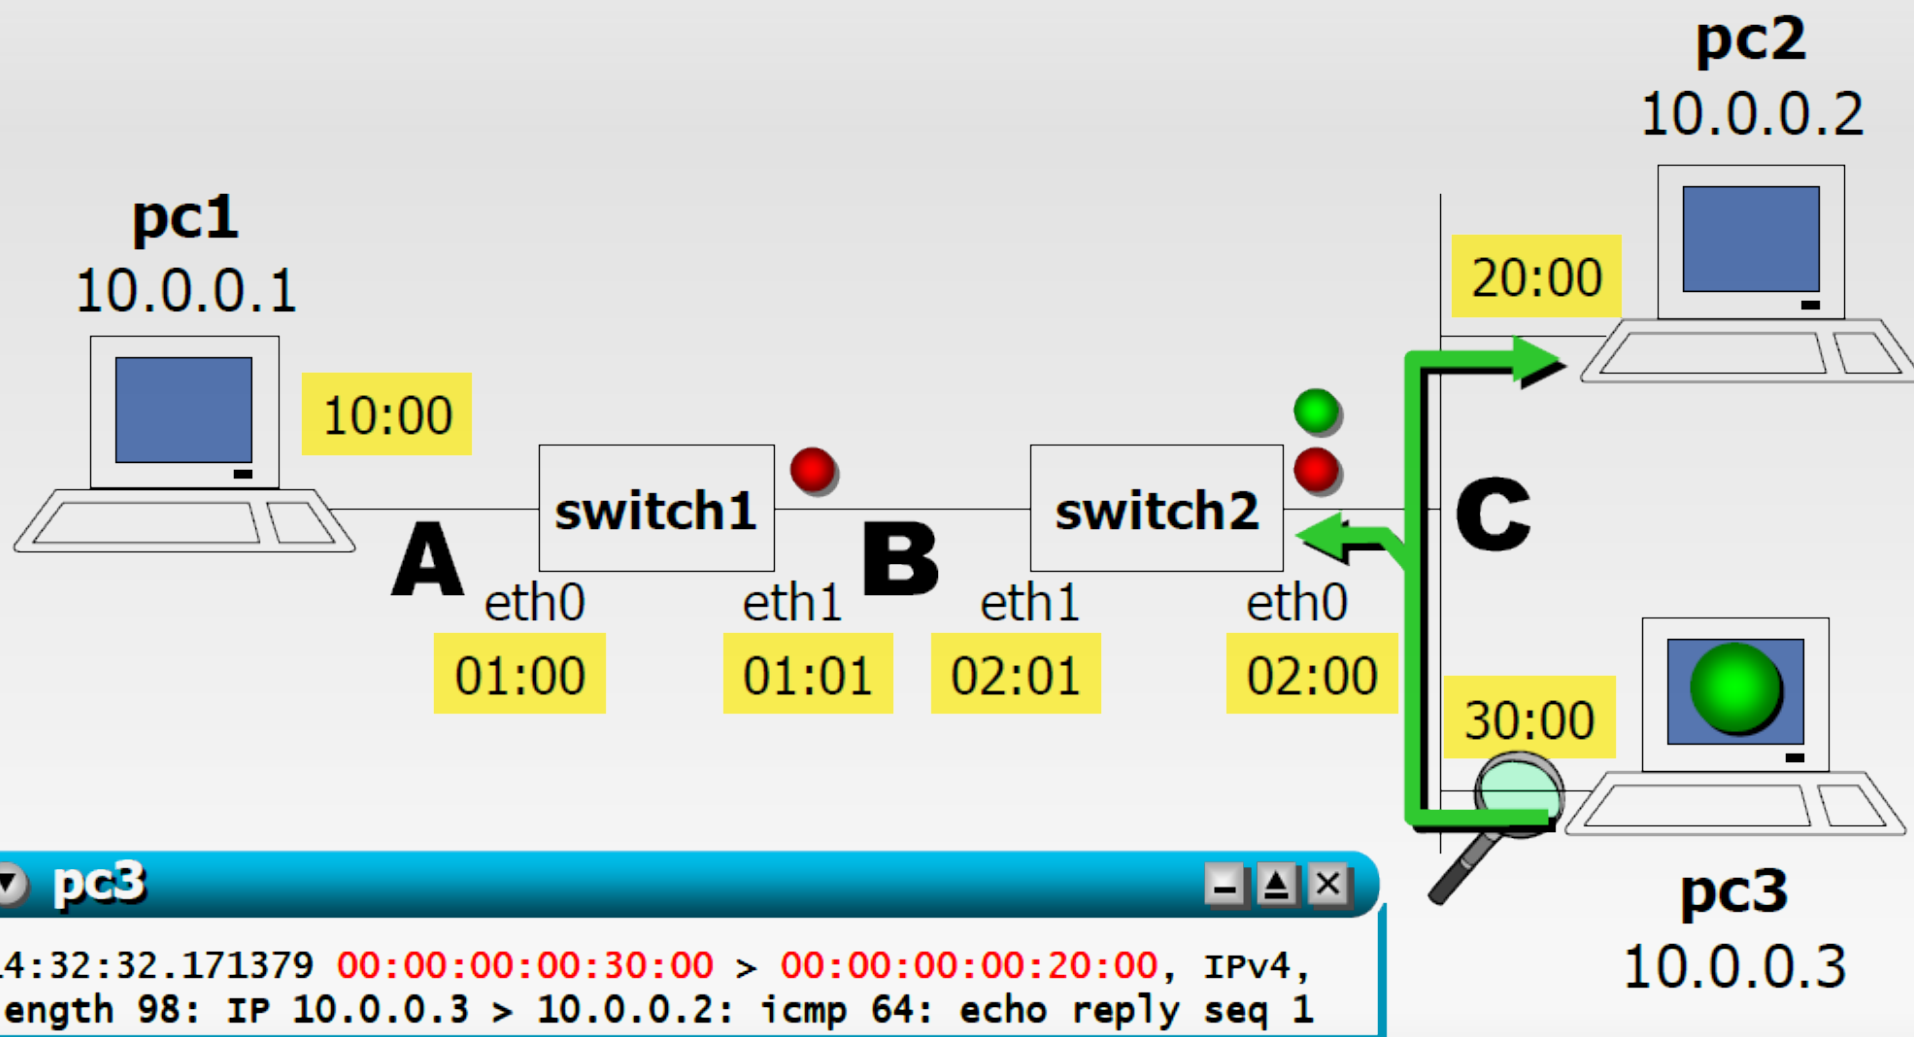 pc2
10.0.0.2
pc1
10.0.0.1
20:00
10:00
switch1
switch2
A
B
C
eth0
eth1
eth1
eth0
01:00
01:01
02:01
02:00
30:00
pc3
10.0.0.3
pc3
4:32:32.171379 00:00:00:00:30:00 > 00:00:00:00:20:00, IPv4,
ength 98: IP 10.0.0.3 > 10.0.0.2: icmp 64: echo reply seq 1